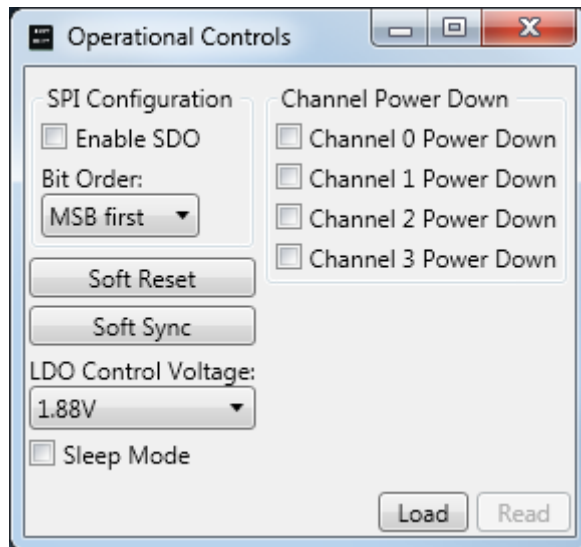 Operational Controls
SPI Configuration
Enable SDO
Bit Order:
MSB first
Soft Reset
Soft Sync
LDO Control Voltage:
1.88V
Sleep Mode
Channel Power Down
Channel 0 Power Down
Channel 1 Power Down
Channel 2 Power Down
Channel 3 Power Down
Load
Read